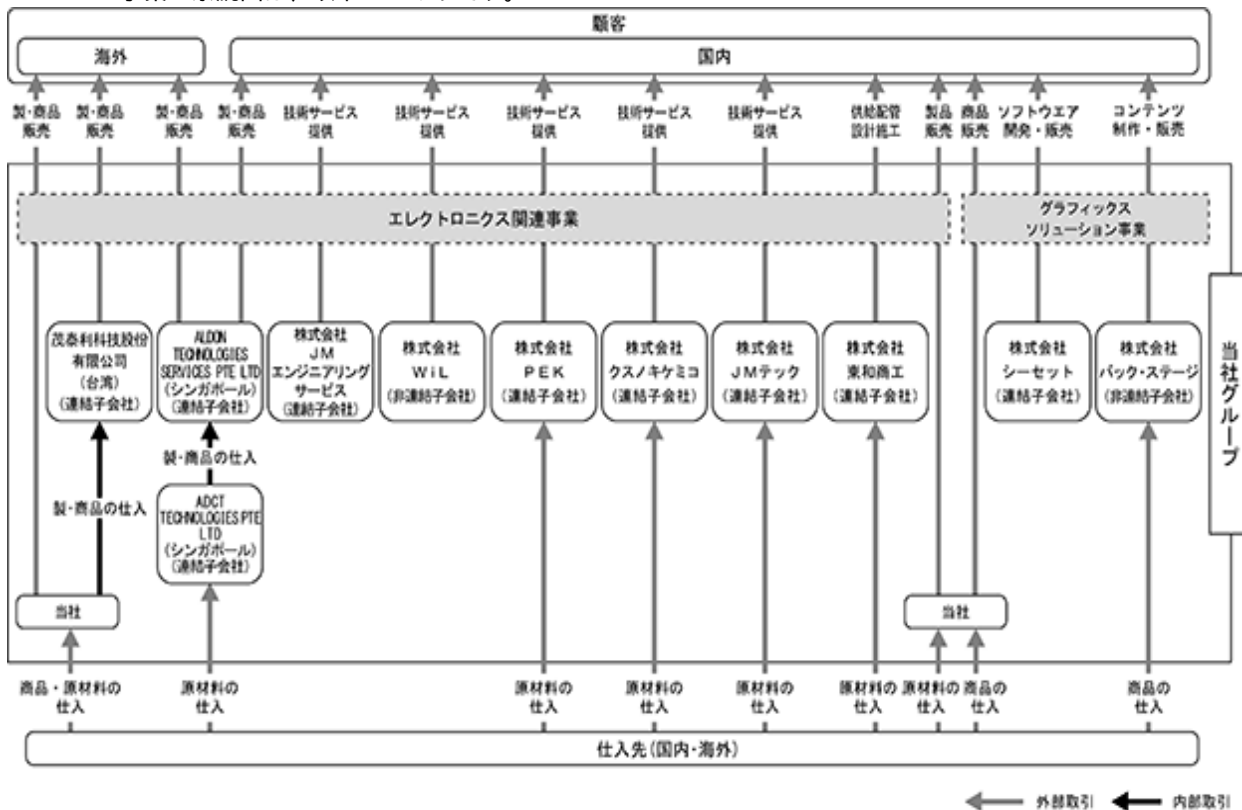 顧客
海外
国内
製・商品
販売
製・商品
販売
製・商品
販売
製・商品
販売
技術サービス
提供
技術サービス
提供
技術サービス
提供
技術サービス
提供
技術サービス
提供
供給配管
設計施工
製品
販売
商品
販売
ソフトウエア
開発・販売
コンテンツ
制作・販売
エレクトロニクス関連事業
グラフィックス
ソリューション事業
茂泰利科技股份
有限公司
(台湾)
(連結子会社)
ALDON
TECHNOLOGIES
SERVICES PTE LTD
(シンガポール)
(連結子会社)
株式会社
JM
エンジニアリング
サービス
(連結子会社)
株式会社
WiL
(非連結子会社)
株式会社
PEK
(連結子会社)
株式会社
クスノキケミコ
(連結子会社)
株式会社
JMテック
(連結子会社)
株式会社
東和商工
(連結子会社)
株式会社
シーセット
(連結子会社)
株式会社
バック・ステージ
(非連結子会社)
当社グループ
製・商品の仕入
製・商品の仕入
ADCT
TECHNOLOGIES PTE
LTD
(シンガポール)
(連結子会社)
当社
当社
商品・原材料の
仕入
原材料の
仕入
原材料の
仕入
原材料の
仕入
原材料の
仕入
原材料の
仕入
原材料の
仕入
商品の
仕入
商品の
仕入
仕入先(国内・海外)
外部取引
内部取引